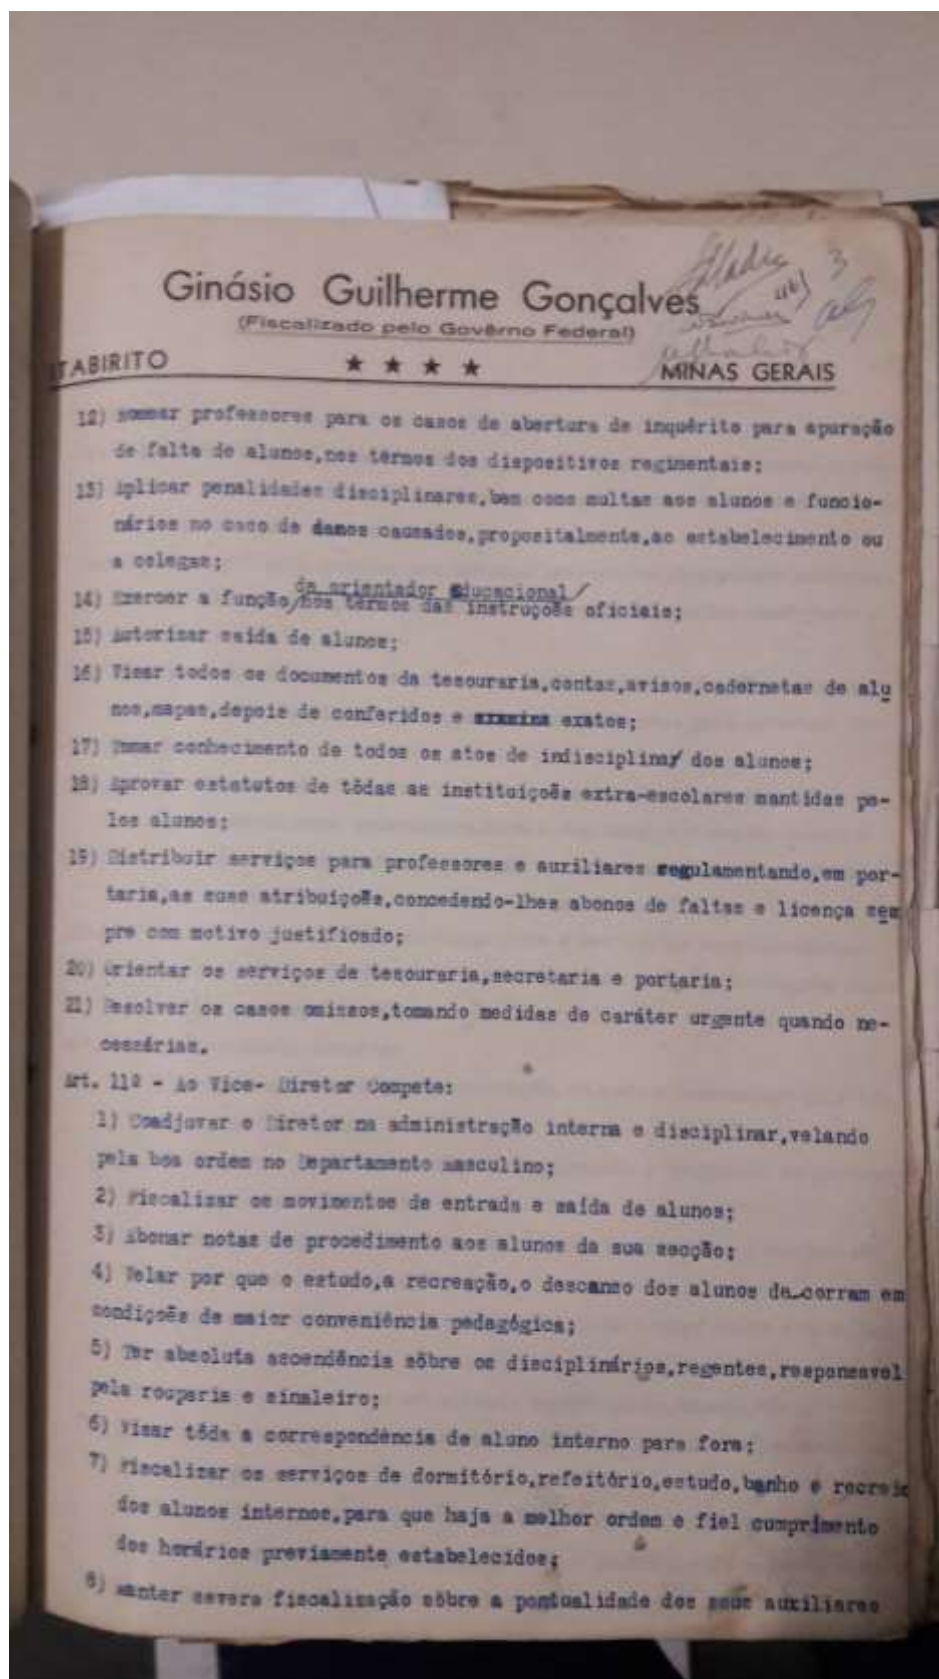 Ginásio Guilherme Gonçalves
(Fiscalizado pelo Govêrno Federal)
3
ITABIRITO ★ ★ ★ ★ MINAS GERAIS
12) Nomear professores para os casos de abertura de inquérito para apuração
de falta de alunos,nos têrmos dos dispositivos regimentais;
13) Aplicar penalidades disciplinares,bem como multas aos alunos e funcio-
nários no caso de danos causados,propositalmente,ao estabelecimento ou
a colegas;
de orientador educacional/
14) Exercer a função/nos têrmos das instruçoẽs oficiais;
15) Autorizar saída de alunos;
16) Visar todos os documentos da tesouraria,contas,avisos,cadernetas de alu
nos,mapas,depois de conferidos e exatos;
17) Tomar conhecimento de todos os atos de indisciplina/ dos alunos;
18) Aprovar estatutos de tôdas as instituiçoẽs extra-escolares mantidas pe-
los alunos;
19) Distribuir serviços para professores e auxiliares regulamentando,em por-
taria,as suas atribuiçoẽs,concedendo-lhes abonos de faltas e licença sem
pre com motivo justificado;
20) Orientar os serviços de tesouraria,secretaria e portaria;
21) Resolver os casos omissos,tomando medidas de caráter urgente quando ne-
cessárias.
Art. 11º - Ao Vice- Diretor Compete:
1) Coadjuvar o Diretor na administração interna e disciplinar,velando
pela boa ordem no Departamento Masculino;
2) Fiscalizar os movimentos de entrada e saída de alunos;
3) Abonar notas de procedimento aos alunos da sua secção;
4) Velar por que o estudo,a recreação,o descanso dos alunos decorram em
condiçoẽs de maior conveniência pedagógica;
5) Ter absoluta ascendência sôbre os disciplinários,regentes,responsavel
pela rouparia e sinaleiro;
6) Visar tôda a correspondência de aluno interno para fora;
7) Fiscalizar os serviços de dormitório,refeitório,estudo,banho e recreio
dos alunos internos,para que haja a melhor ordem e fiel cumprimento
dos horários previamente estabelecidos;
8) Manter severa fiscalização sôbre a pontualidade dos seus auxiliares